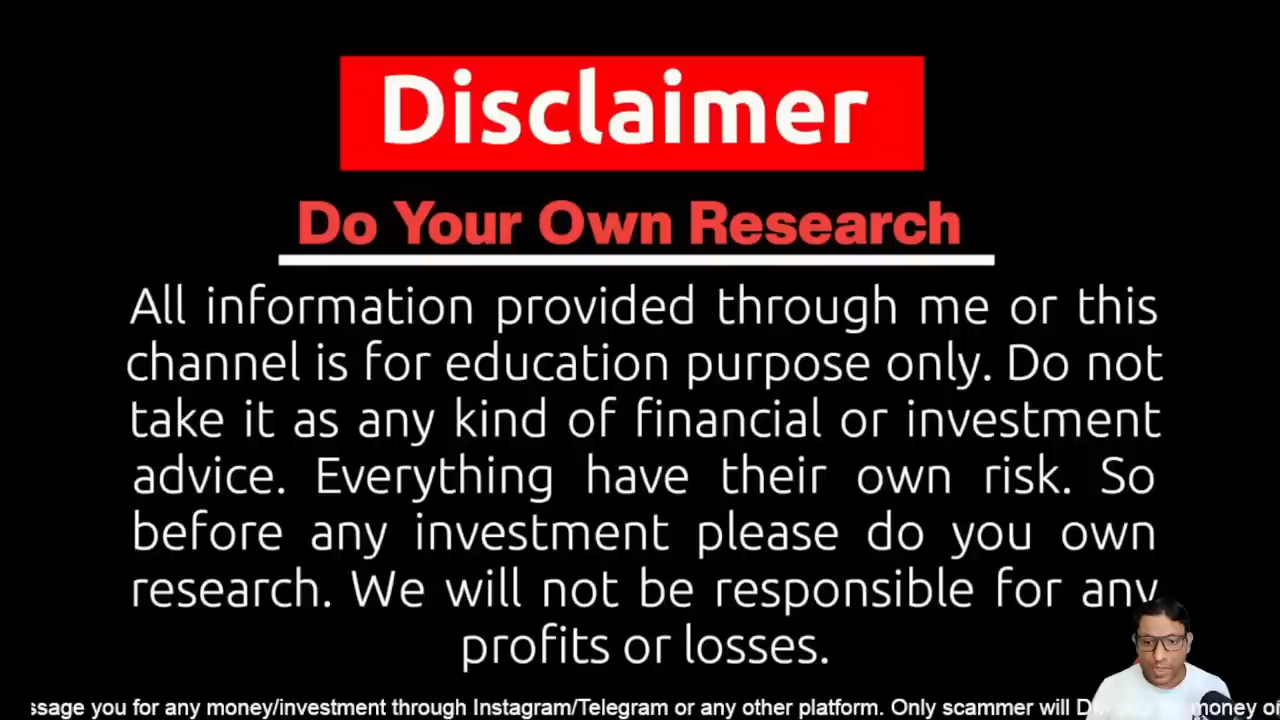 Disclaimer
Do Your Own Research
All information provided through me or this
channel is for education purpose only. Do not
take it as any kind of financial or investment
advice. Everything have their own risk. So
before any investment please do you own
research. We will not be responsible for any
profits or losses.
you for any money/investment through Instagram/Telegram or any other platform. Only scammer will money